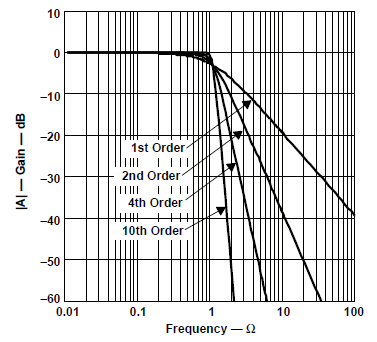 10
0
–10
–20
–30
–40
–50
–60
|A| — Gain — dB
1st Order
2nd Order
4th Order
10th Order
0.01 0.1 1 10 100
Frequency — Ω